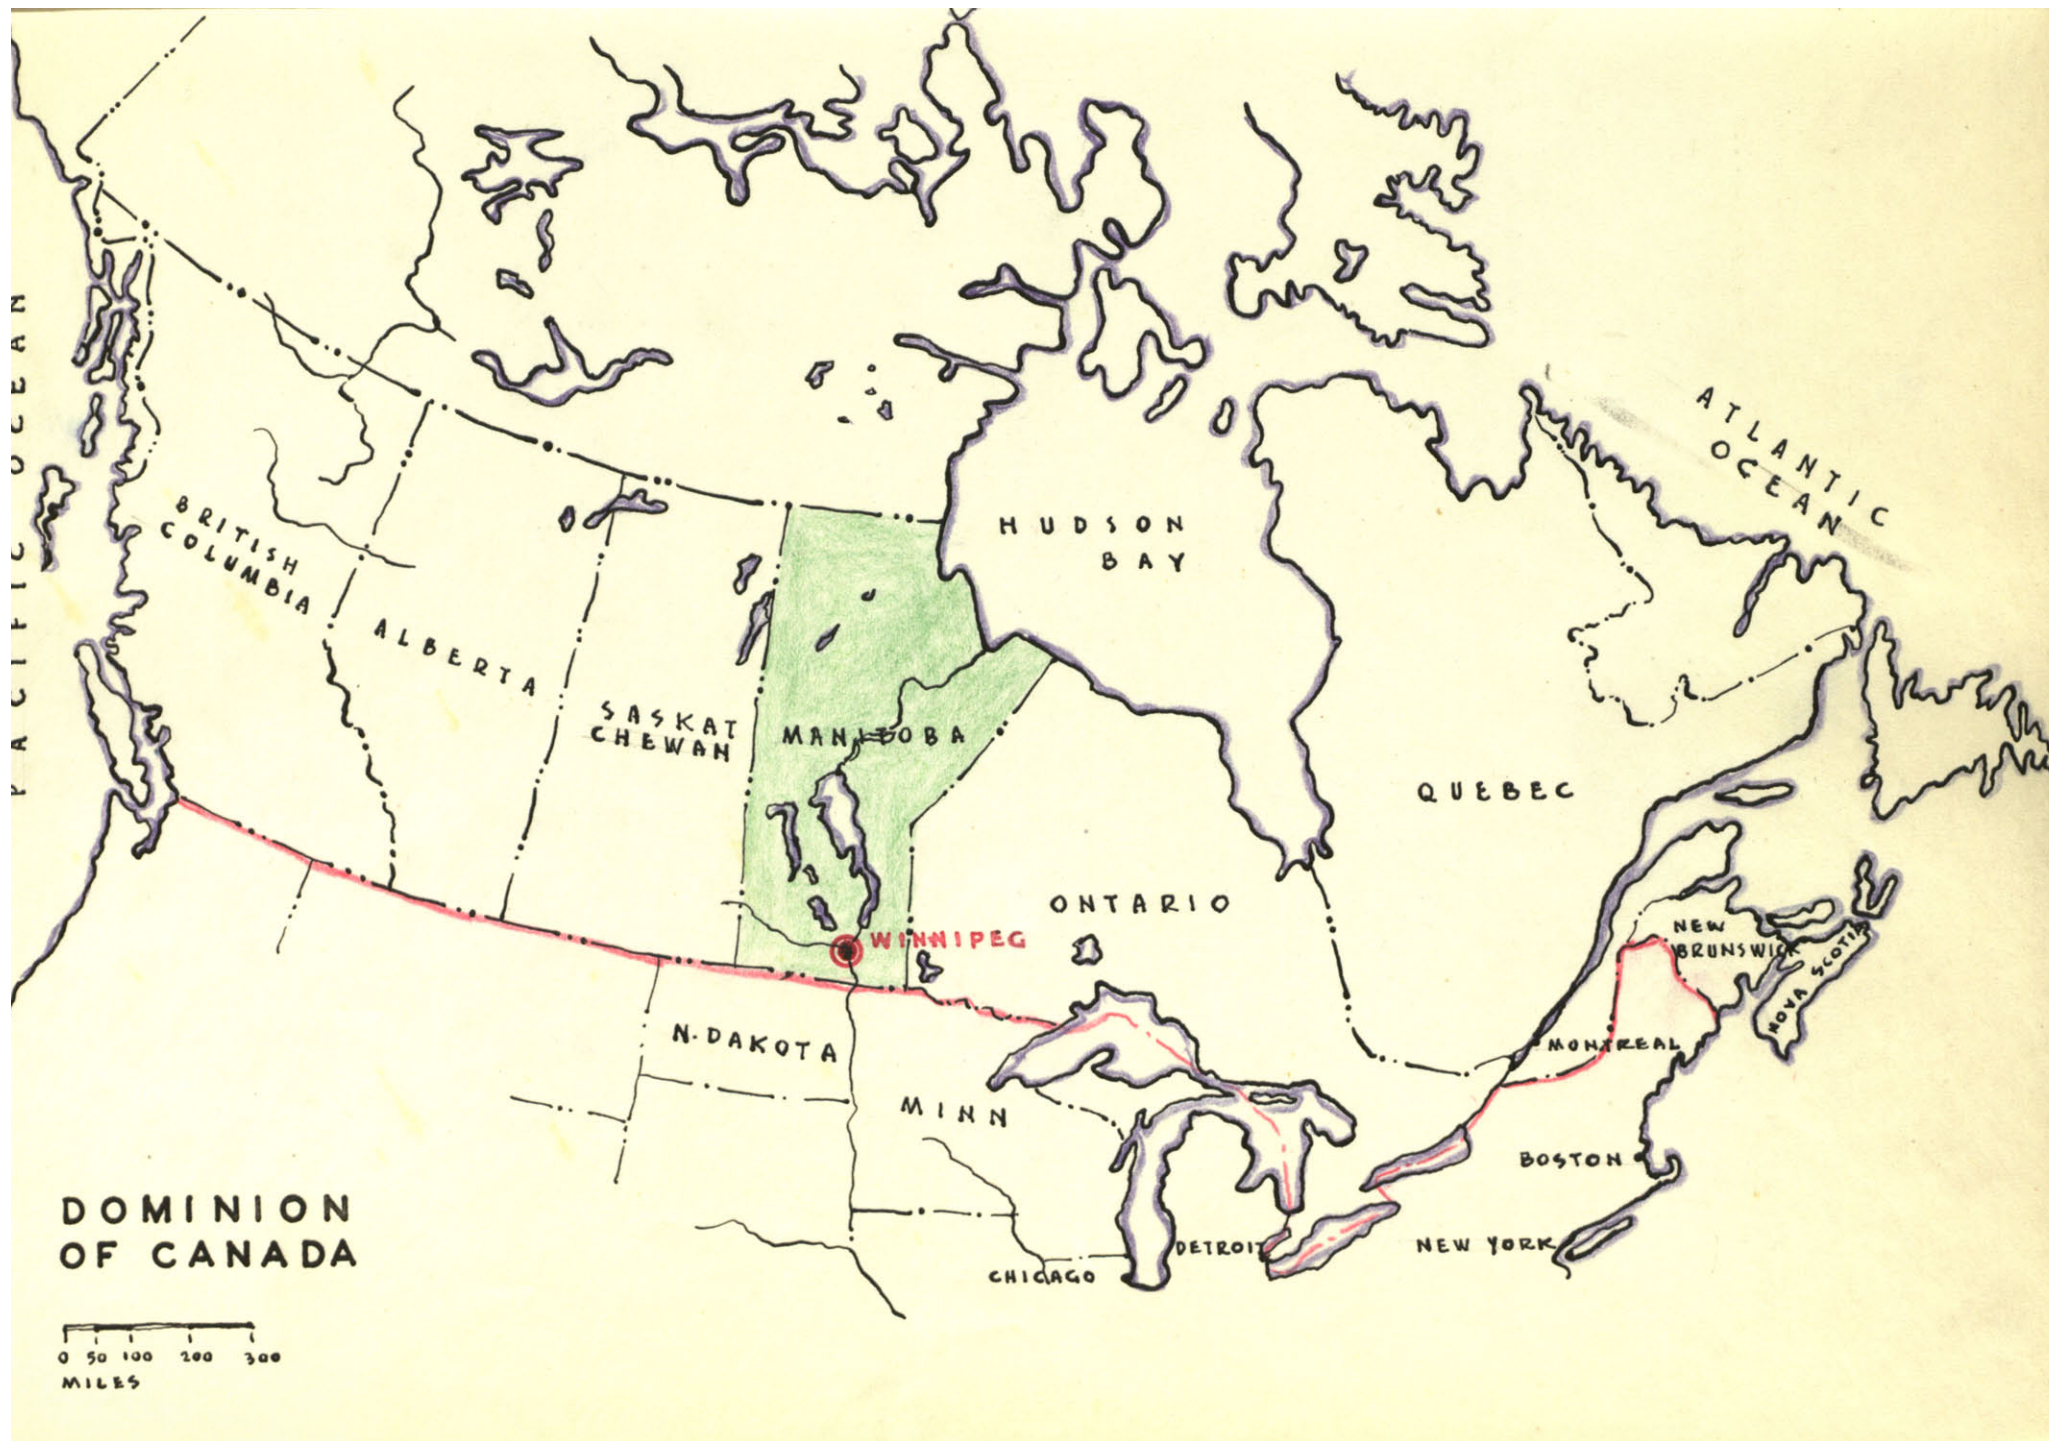 PACIFIC OCEAN
ATLANTIC
OCEAN
HUDSON
BAY
BRITISH
COLUMBIA
ALBERTA
SASKAT
CHEWAN
MANITOBA
QUEBEC
ONTARIO
WINNIPEG
NEW
BRUNSWICK
NOVA SCOTIA
N. DAKOTA
MONTREAL
MINN
BOSTON
DETROIT
NEW YORK
CHICAGO
DOMINION
OF CANADA
0 50 100 200 300
MILES